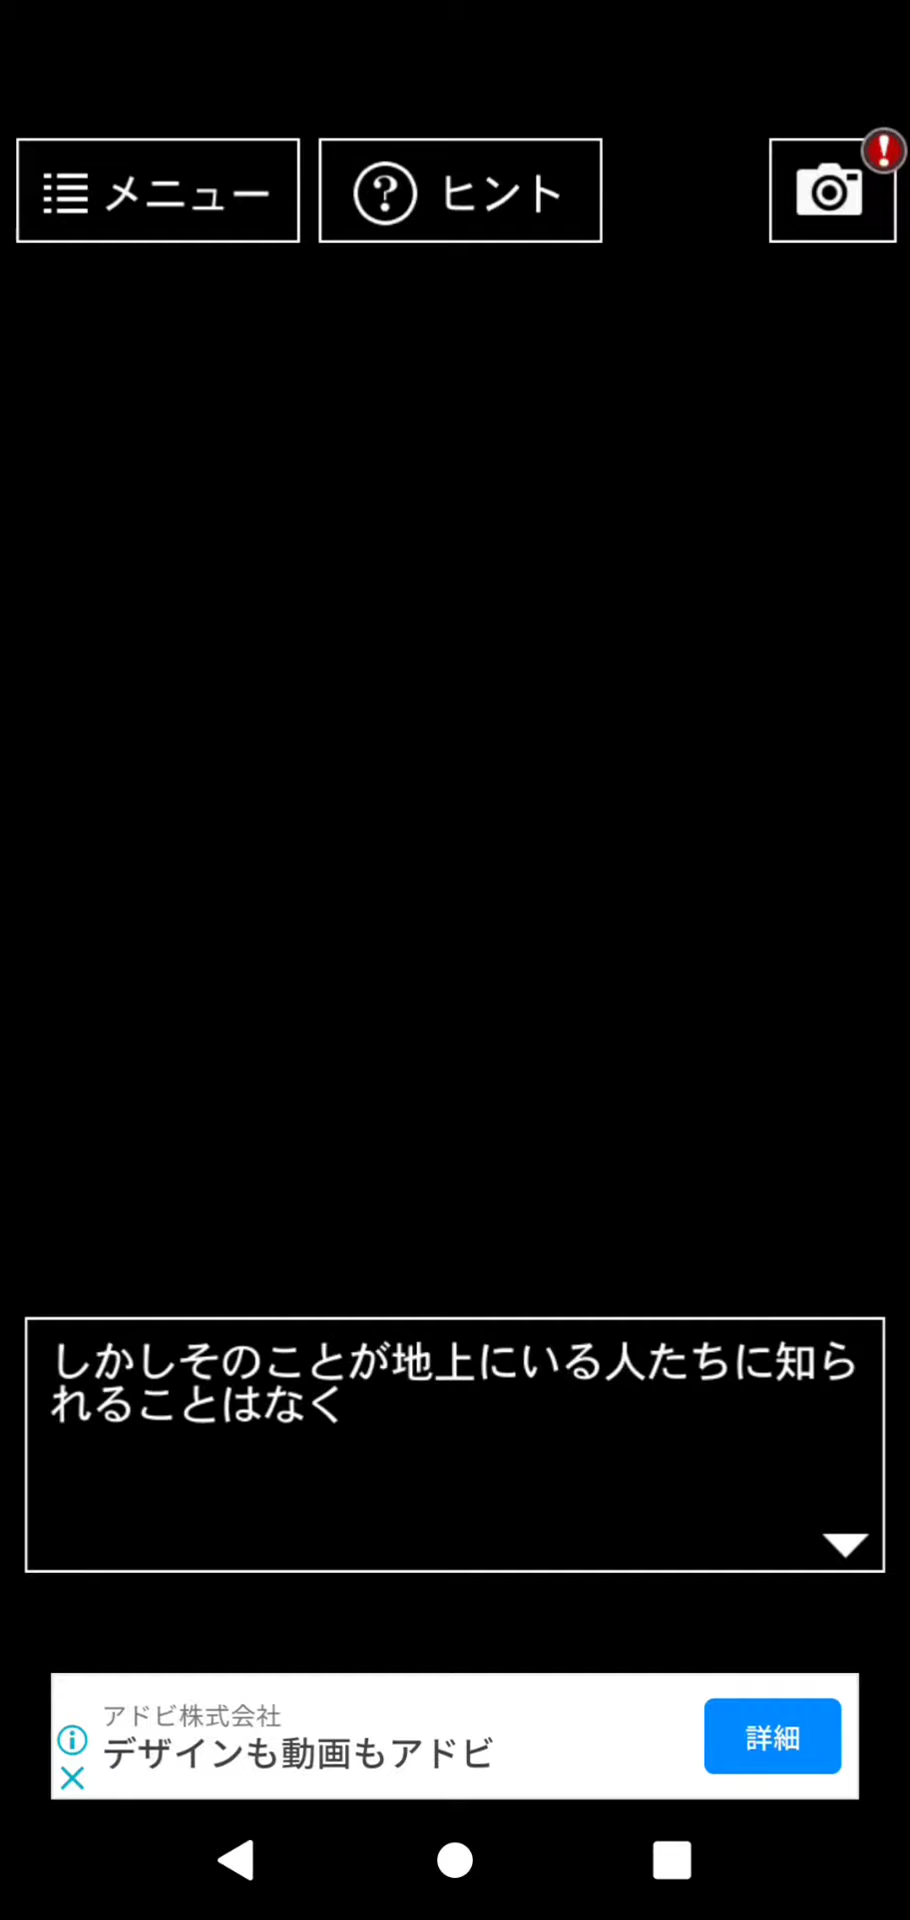 メニュー
ヒント
しかしそのことが地上にいる人たちに知ら
れることはなく
アドビ株式会社
デザインも動画もアドビ
詳細